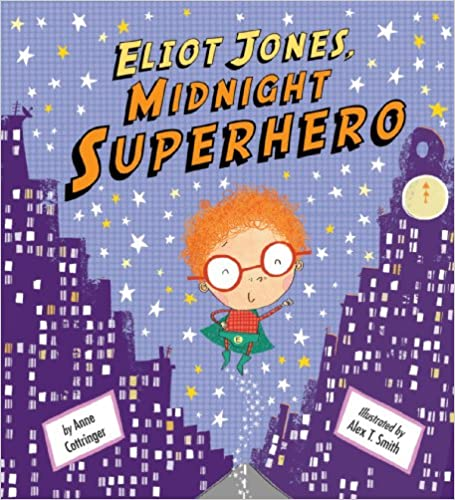 ELIOT JONES,
MIDNIGHT
SUPERHERO
by Anne
Cottringer
Illustrated by
Alex T. Smith